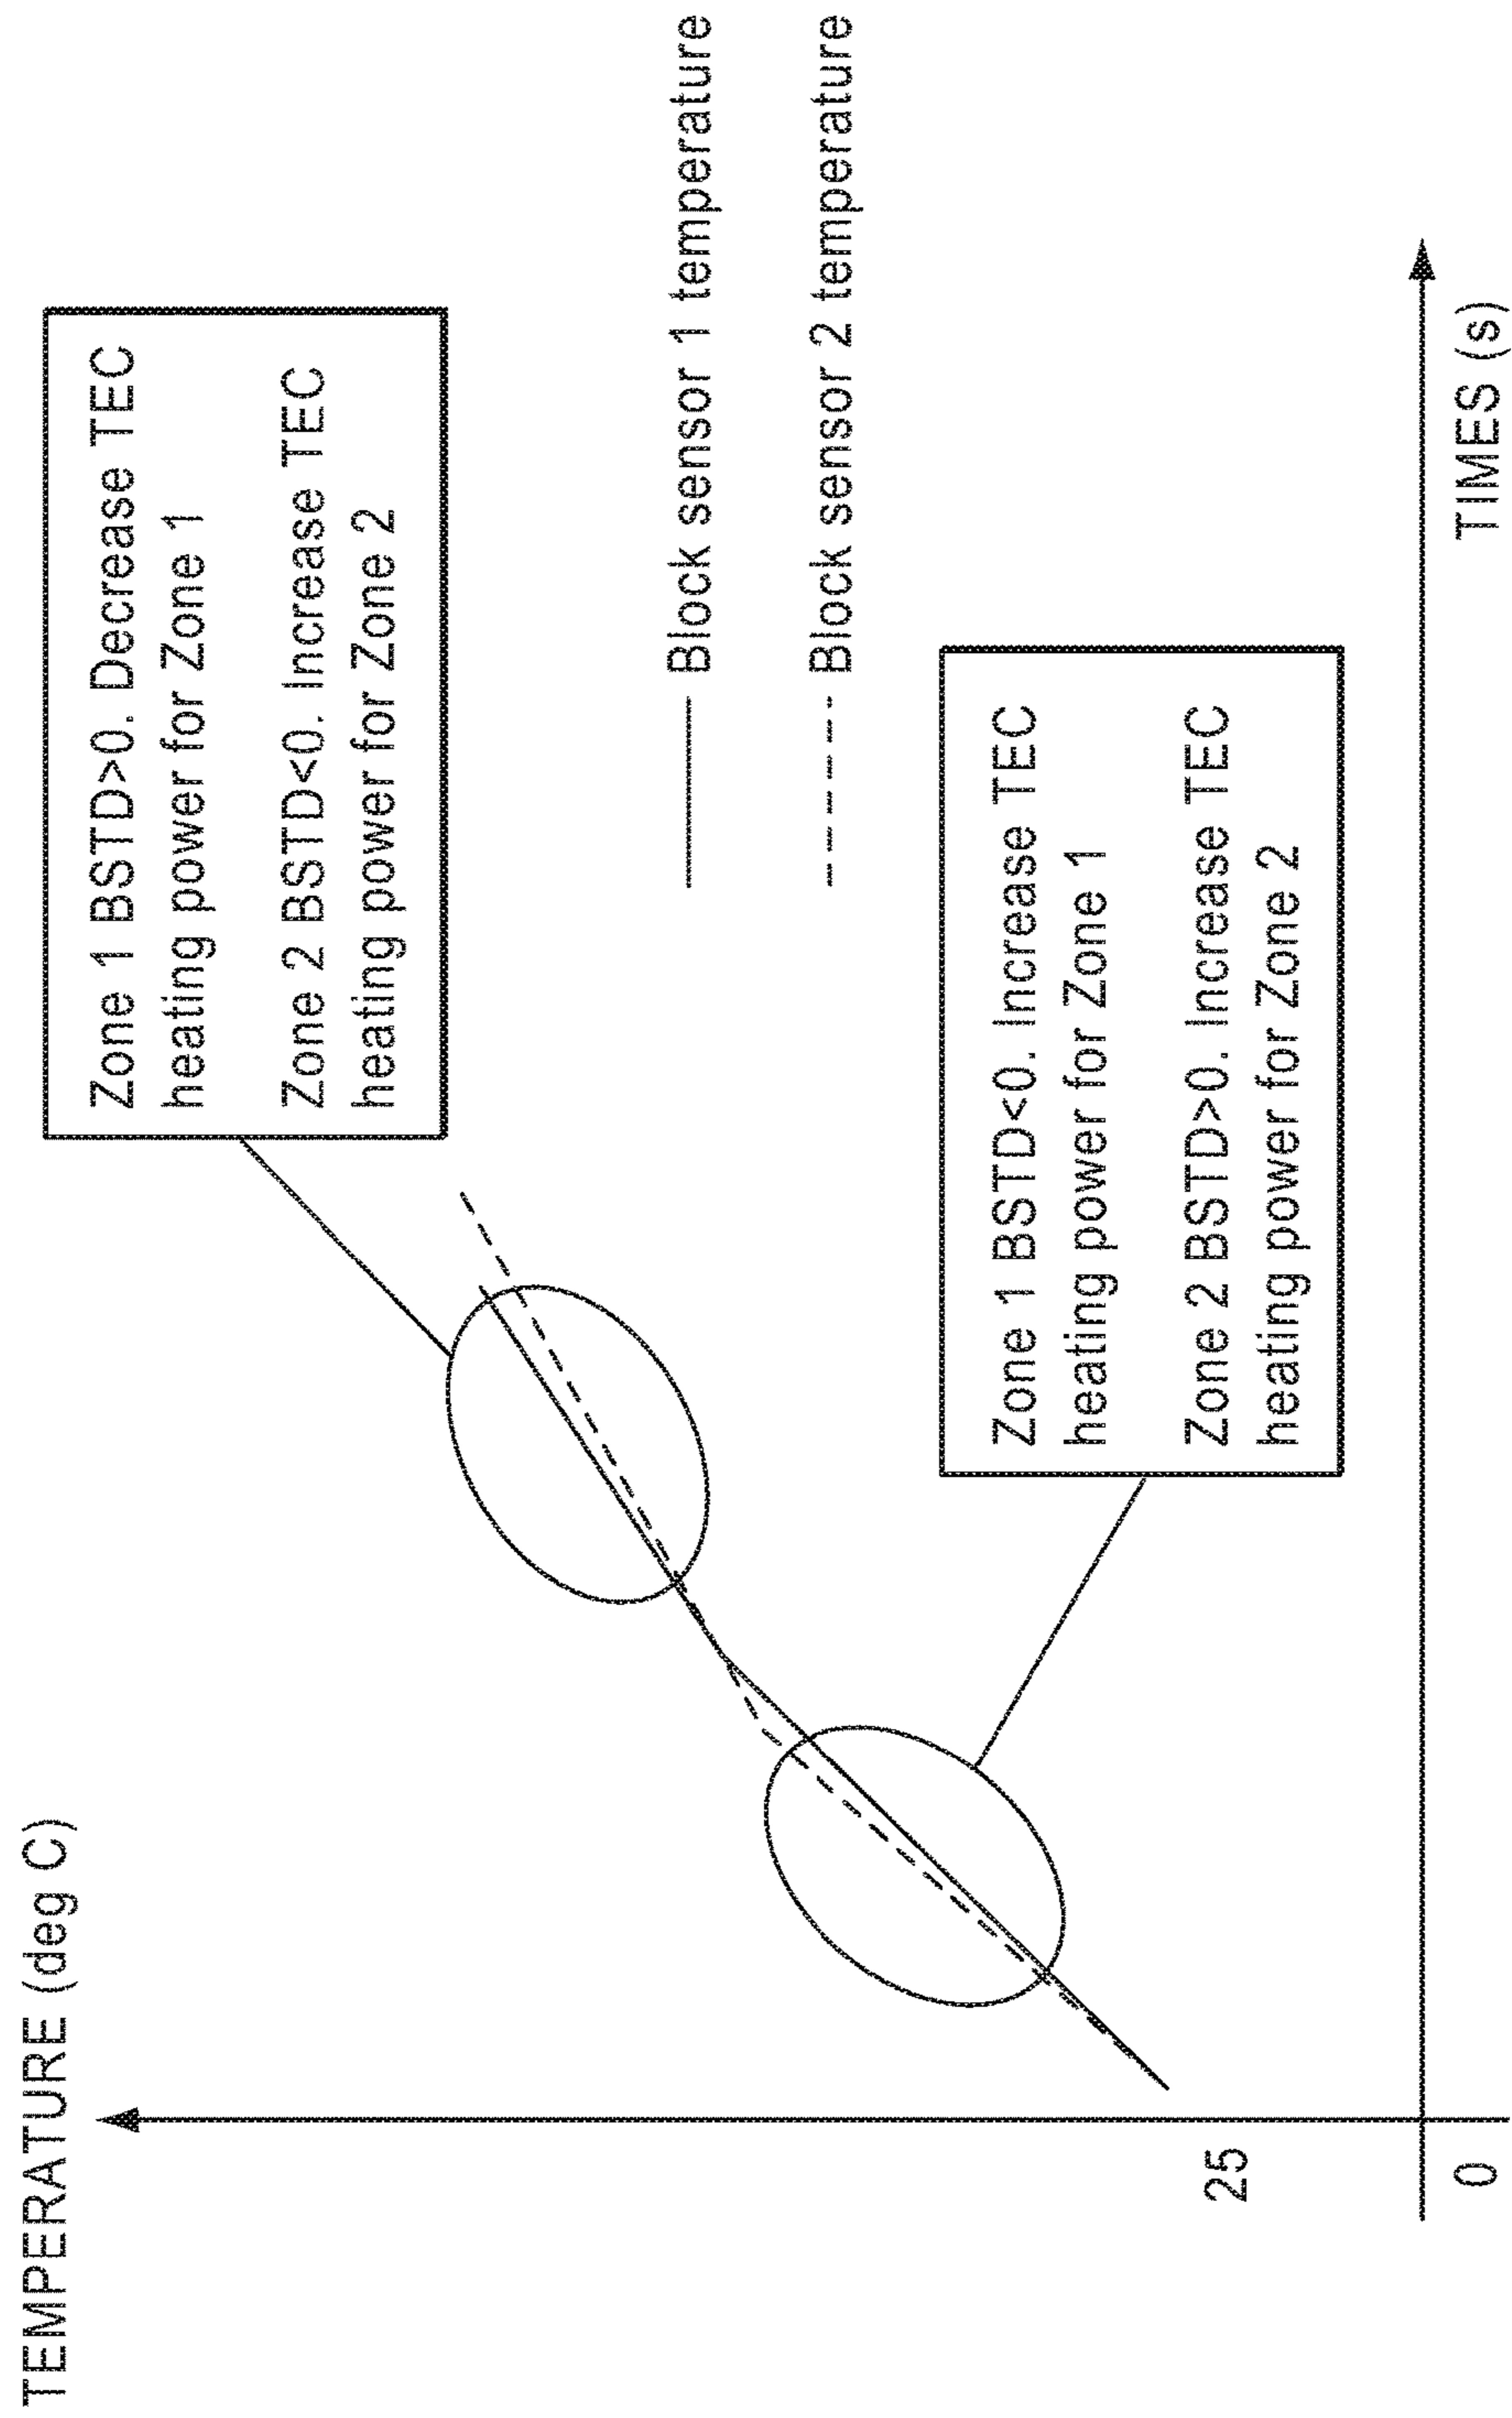 TEMPERATURE (deg C)
Zone 1 BSTD>0. Decrease TEC
heating power for Zone 1
Zone 2 BSTD<0. Increase TEC
heating power for Zone 2
Block sensor 1 temperature
Block sensor 2 temperature
Zone 1 BSTD<0. Increase TEC
heating power for Zone 1
Zone 2 BSTD>0. Increase TEC
heating power for Zone 2
25
0
TIMES (s)